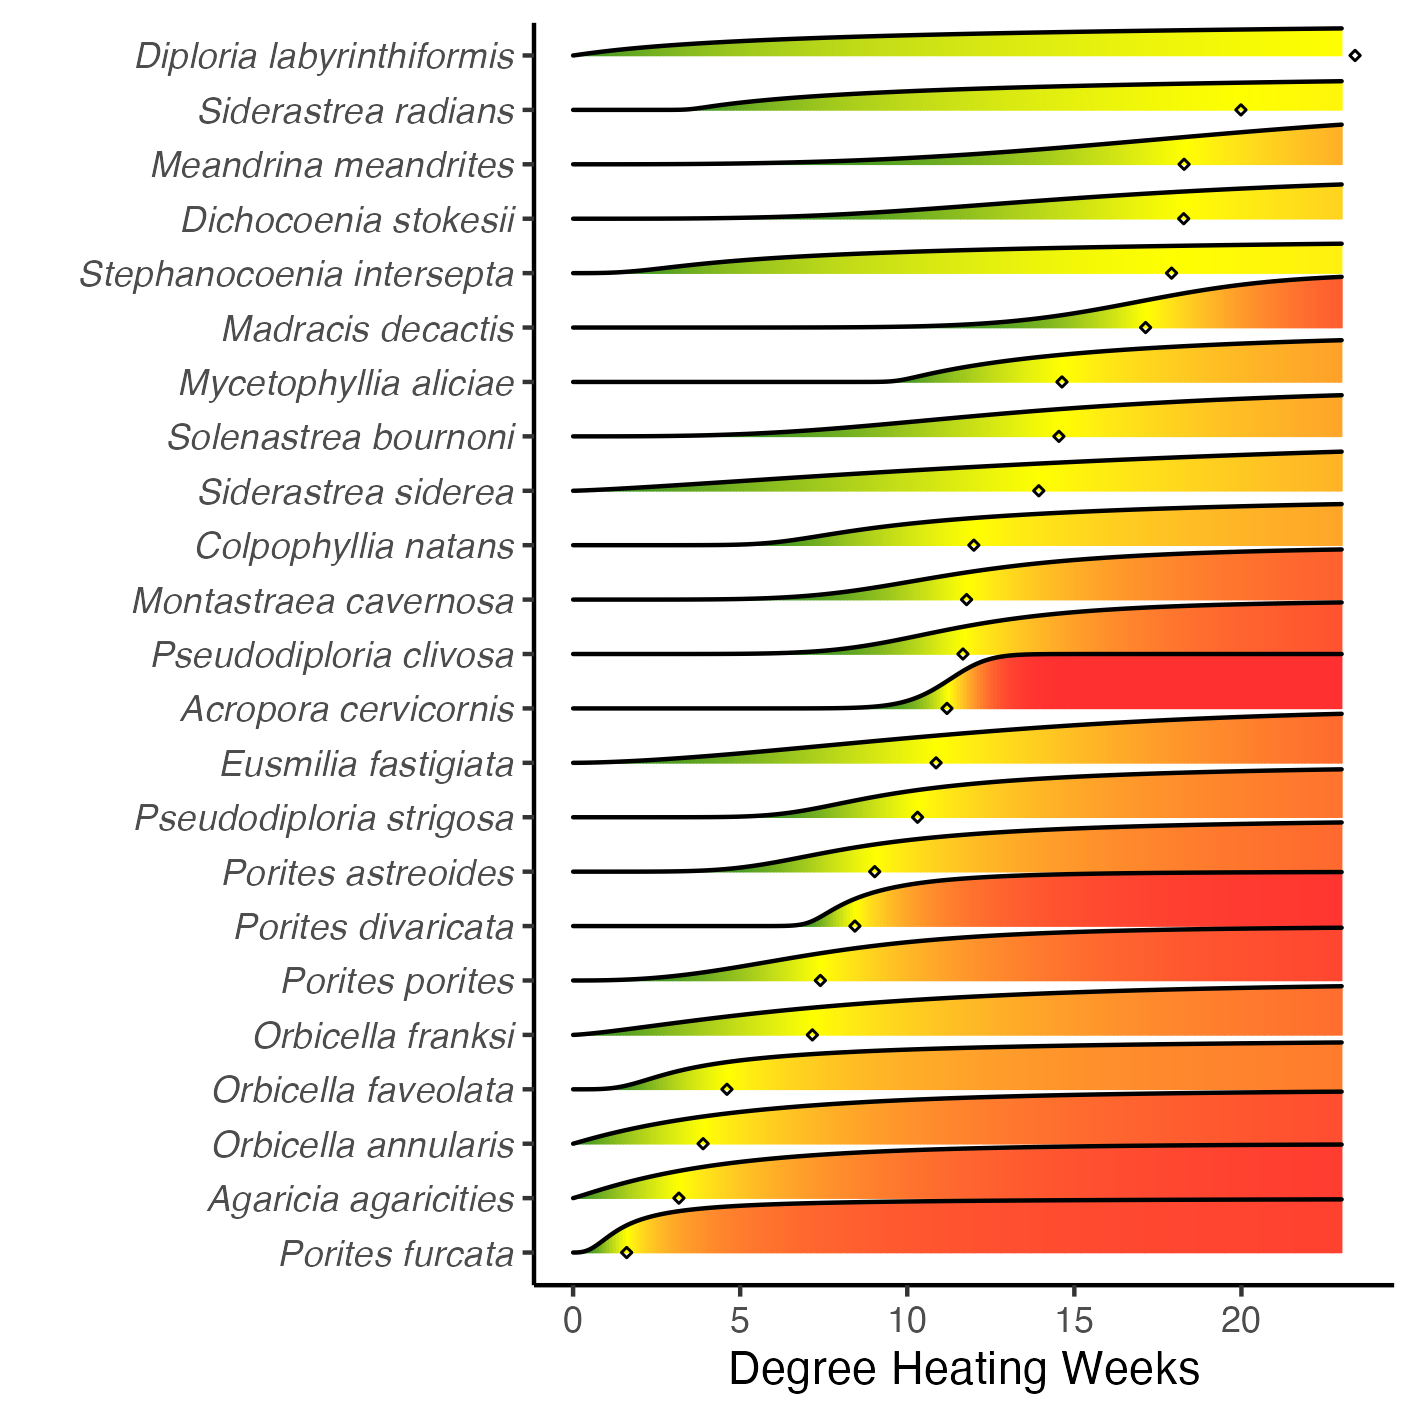 Diploria labyrinthiformis
Siderastrea radians
Meandrina meandrites
Dichocoenia stokesii
Stephanocoenia intersepta
Madracis decactis
Mycetophyllia aliciae
Solenastrea bournoni
Siderastrea siderea
Colpophyllia natans
Montastraea cavernosa
Pseudodiploria clivosa
Acropora cervicornis
Eusmilia fastigiata
Pseudodiploria strigosa
Porites astreoides
Porites divaricata
Porites porites
Orbicella franksi
Orbicella faveolata
Orbicella annularis
Agaricia agaricities
Porites furcata
0 5 10 15 20
Degree Heating Weeks